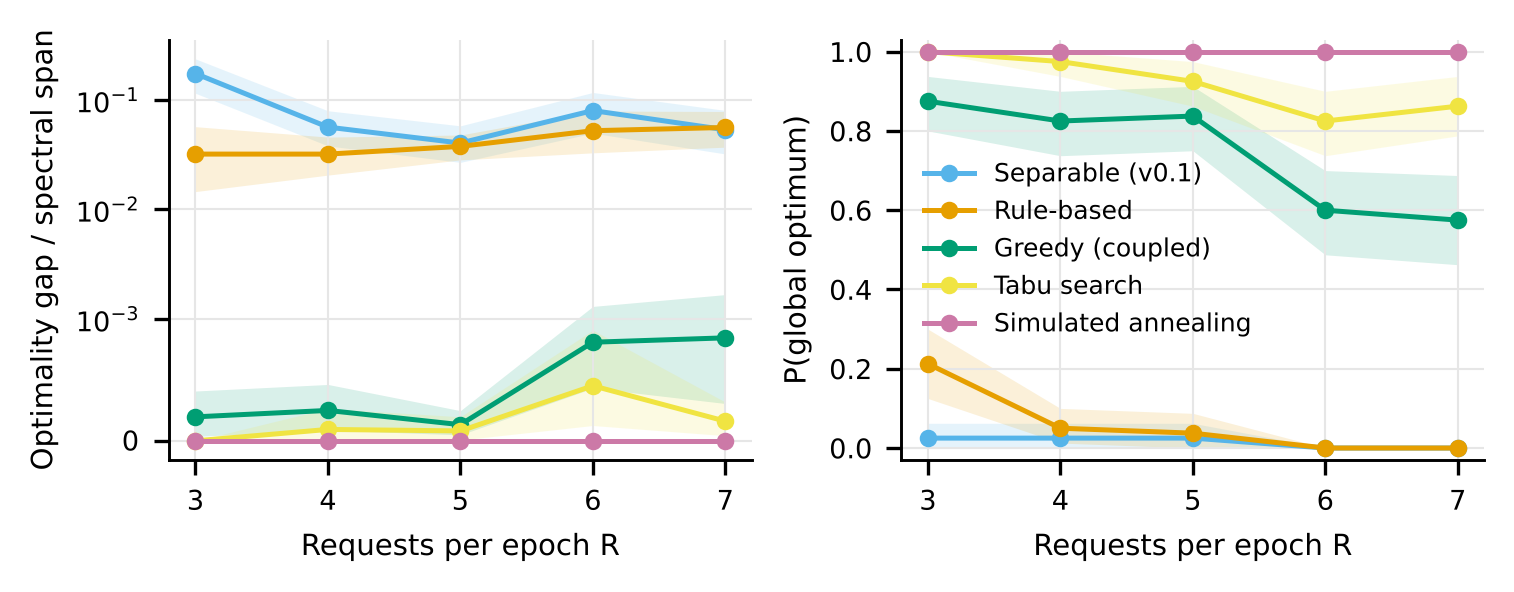 Optimality gap / spectral span
10⁻¹
10⁻²
10⁻³
0
3 4 5 6 7
Requests per epoch R
P(global optimum)
1.0
0.8
0.6
0.4
0.2
0.0
Separable (v0.1)
Rule-based
Greedy (coupled)
Tabu search
Simulated annealing
3 4 5 6 7
Requests per epoch R